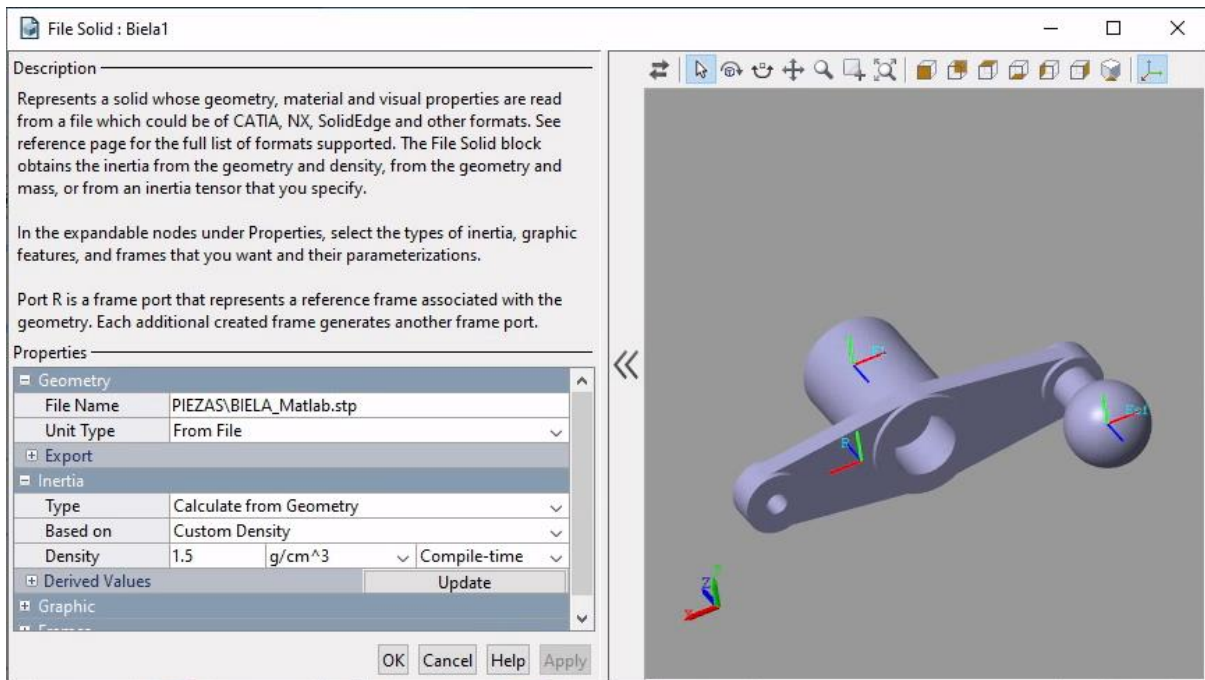 File Solid : Biela1
Description
Represents a solid whose geometry, material and visual properties are read
from a file which could be of CATIA, NX, SolidEdge and other formats. See
reference page for the full list of formats supported. The File Solid block
obtains the inertia from the geometry and density, from the geometry and
mass, or from an inertia tensor that you specify.
In the expandable nodes under Properties, select the types of inertia, graphic
features, and frames that you want and their parameterizations.
Port R is a frame port that represents a reference frame associated with the
geometry. Each additional created frame generates another frame port.
Properties
Geometry
File Name PIEZAS\BIELA_Matlab.stp
Unit Type From File
Export
Inertia
Type Calculate from Geometry
Based on Custom Density
Density 1.5 g/cm^3 Compile-time
Derived Values Update
Graphic
Frames
OK Cancel Help Apply
R
Z